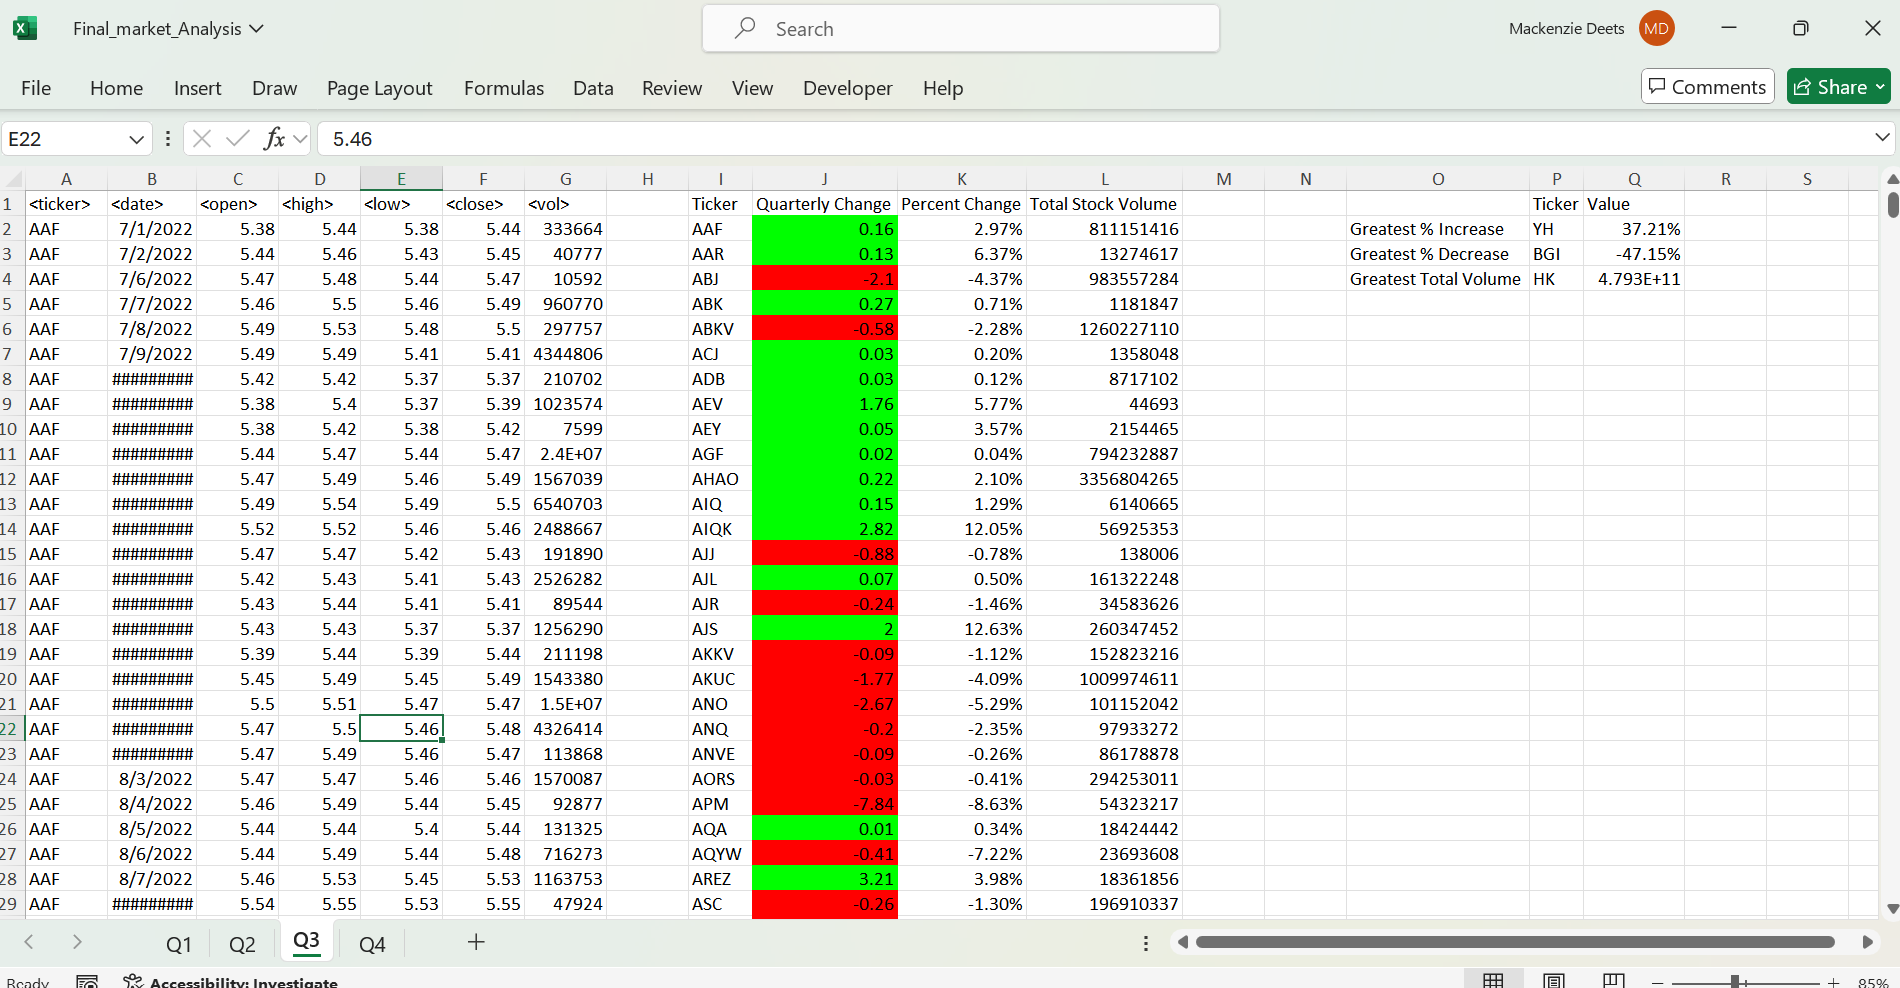 Final_market_Analysis
Search
Mackenzie Deets MD
File Home Insert Draw Page Layout Formulas Data Review View Developer Help Comments Share
E22 fx 5.46
A B C D E F G H I J K L M N O P Q R S
1 <ticker> <date> <open> <high> <low> <close> <vol> Ticker Quarterly Change Percent Change Total Stock Volume Ticker Value
2 AAF 7/1/2022 5.38 5.44 5.38 5.44 333664 AAF 0.16 2.97% 811151416 Greatest % Increase YH 37.21%
3 AAF 7/2/2022 5.44 5.46 5.43 5.45 40777 AAR 0.13 6.37% 13274617 Greatest % Decrease BGI -47.15%
4 AAF 7/6/2022 5.47 5.48 5.44 5.47 10592 ABJ -2.1 -4.37% 983557284 Greatest Total Volume HK 4.793E+11
5 AAF 7/7/2022 5.46 5.5 5.46 5.49 960770 ABK 0.27 0.71% 1181847
6 AAF 7/8/2022 5.49 5.53 5.48 5.5 297757 ABKV -0.58 -2.28% 1260227110
7 AAF 7/9/2022 5.49 5.49 5.41 5.41 4344806 ACJ 0.03 0.20% 1358048
8 AAF ######### 5.42 5.42 5.37 5.37 210702 ADB 0.03 0.12% 8717102
9 AAF ######### 5.38 5.4 5.37 5.39 1023574 AEV 1.76 5.77% 44693
10 AAF ######### 5.38 5.42 5.38 5.42 7599 AEY 0.05 3.57% 2154465
11 AAF ######### 5.44 5.47 5.44 5.47 2.4E+07 AGF 0.02 0.04% 794232887
12 AAF ######### 5.47 5.49 5.46 5.49 1567039 AHAO 0.22 2.10% 3356804265
13 AAF ######### 5.49 5.54 5.49 5.5 6540703 AIQ 0.15 1.29% 6140665
14 AAF ######### 5.52 5.52 5.46 5.46 2488667 AIQK 2.82 12.05% 56925353
15 AAF ######### 5.47 5.47 5.42 5.43 191890 AJJ -0.88 -0.78% 138006
16 AAF ######### 5.42 5.43 5.41 5.43 2526282 AJL 0.07 0.50% 161322248
17 AAF ######### 5.43 5.44 5.41 5.41 89544 AJR -0.24 -1.46% 34583626
18 AAF ######### 5.43 5.43 5.37 5.37 1256290 AJS 2 12.63% 260347452
19 AAF ######### 5.39 5.44 5.39 5.44 211198 AKKV -0.09 -1.12% 152823216
20 AAF ######### 5.45 5.49 5.45 5.49 1543380 AKUC -1.77 -4.09% 1009974611
21 AAF ######### 5.5 5.51 5.47 5.47 1.5E+07 ANO -2.67 -5.29% 101152042
22 AAF ######### 5.47 5.5 5.46 5.48 4326414 ANQ -0.2 -2.35% 97933272
23 AAF ######### 5.47 5.49 5.46 5.47 113868 ANVE -0.09 -0.26% 86178878
24 AAF 8/3/2022 5.47 5.47 5.46 5.46 1570087 AORS -0.03 -0.41% 294253011
25 AAF 8/4/2022 5.46 5.49 5.44 5.45 92877 APM -7.84 -8.63% 54323217
26 AAF 8/5/2022 5.44 5.44 5.4 5.44 131325 AQA 0.01 0.34% 18424442
27 AAF 8/6/2022 5.44 5.49 5.44 5.48 716273 AQYW -0.41 -7.22% 23693608
28 AAF 8/7/2022 5.46 5.53 5.45 5.53 1163753 AREZ 3.21 3.98% 18361856
29 AAF ######### 5.54 5.55 5.53 5.55 47924 ASC -0.26 -1.30% 196910337
Q1 Q2 Q3 Q4
Ready Accessibility: Investigate 85%